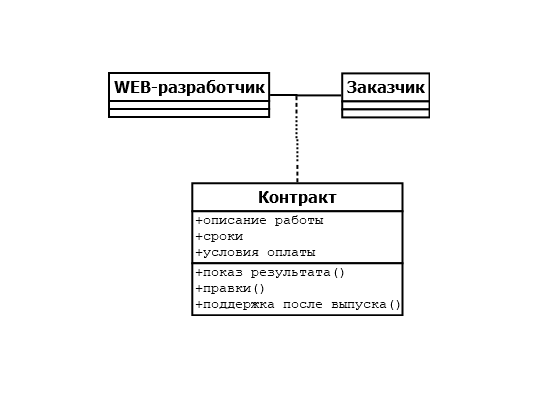 WEB-разработчик
Заказчик
Контракт
+описание работы
+сроки
+условия оплаты
+показ результата()
+правки()
+поддержка после выпуска()